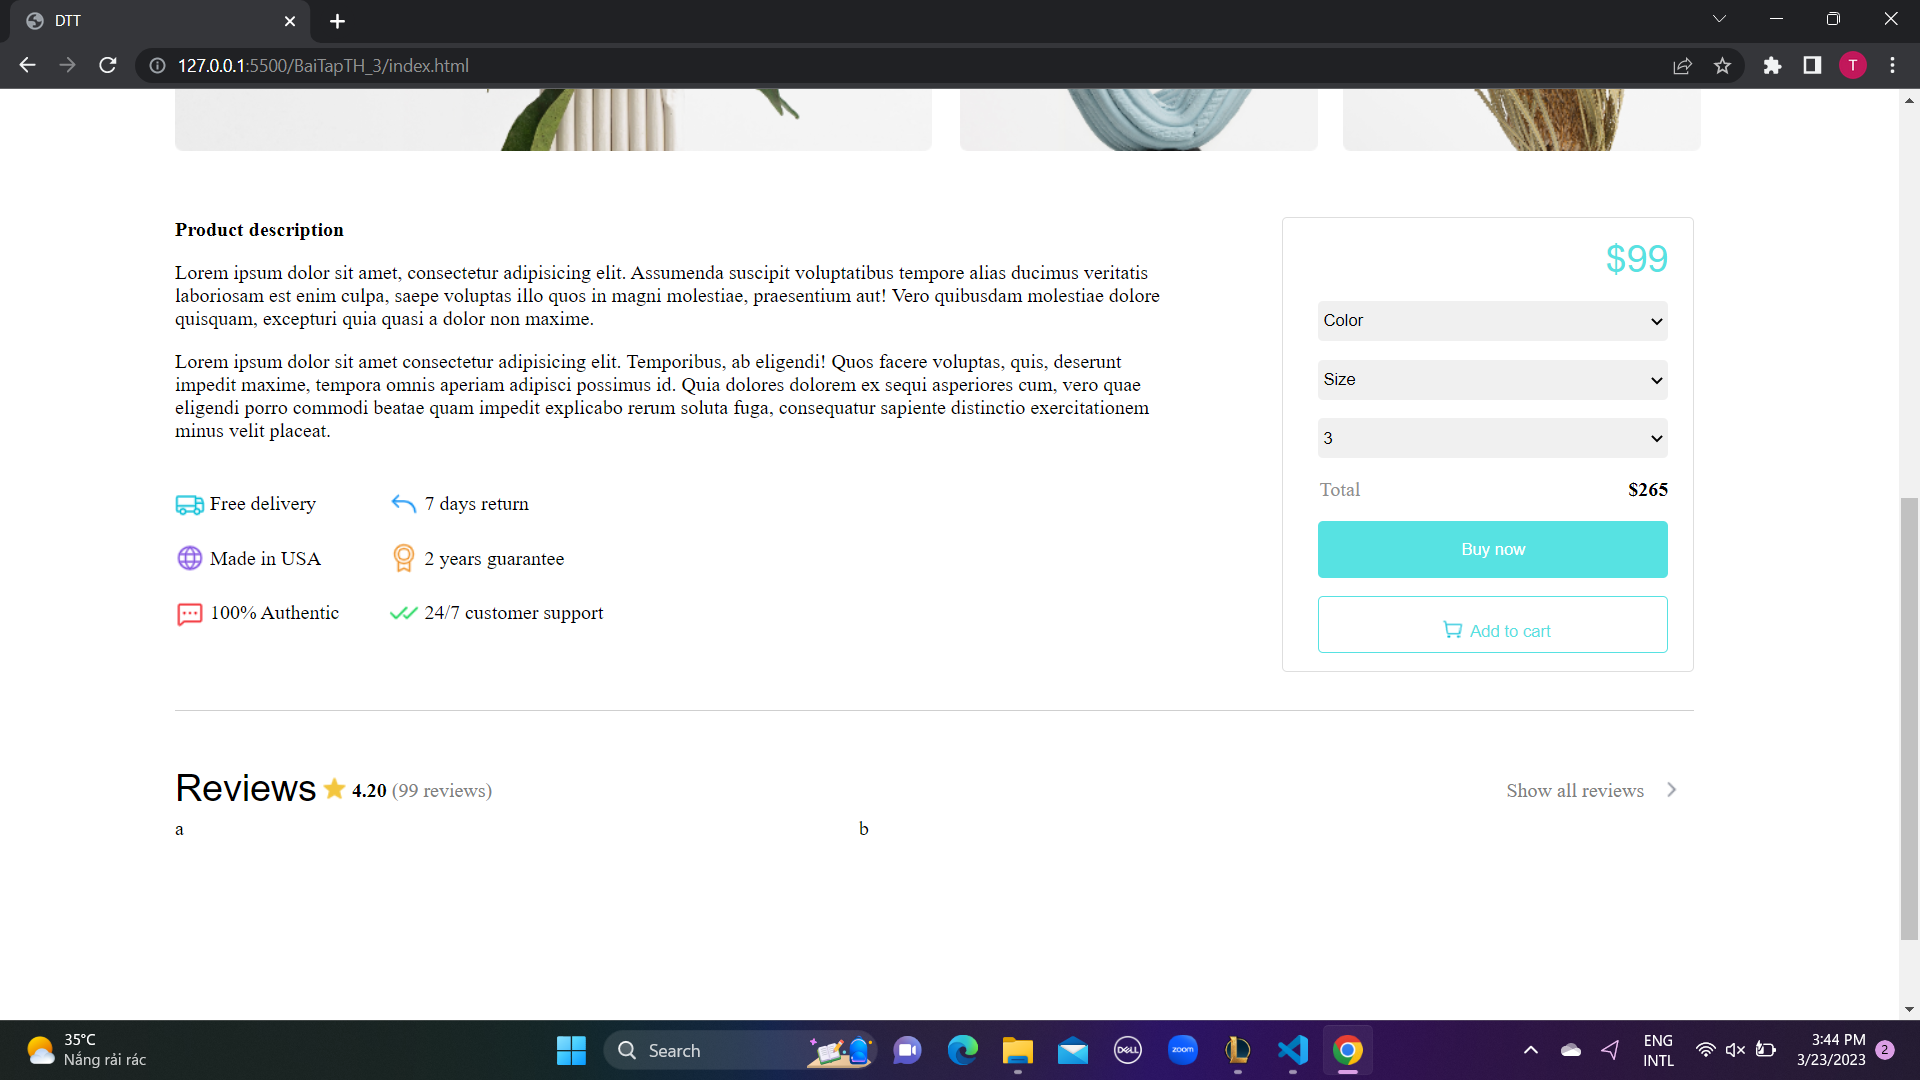 DTT
127.0.0.1:5500/BaiTapTH_3/index.html
T
Product description
$99
Lorem ipsum dolor sit amet, consectetur adipisicing elit. Assumenda suscipit voluptatibus tempore alias ducimus veritatis
laboriosam est enim culpa, saepe voluptas illo quos in magni molestiae, praesentium aut! Vero quibusdam molestiae dolore
quisquam, excepturi quia quasi a dolor non maxime.
Color
Lorem ipsum dolor sit amet consectetur adipisicing elit. Temporibus, ab eligendi! Quos facere voluptas, quis, deserunt
impedit maxime, tempora omnis aperiam adipisci possimus id. Quia dolores dolorem ex sequi asperiores cum, vero quae
eligendi porro commodi beatae quam impedit explicabo rerum soluta fuga, consequatur sapiente distinctio exercitationem
minus velit placeat.
Size
3
Total $265
Free delivery 7 days return
Buy now
Made in USA 2 years guarantee
100% Authentic 24/7 customer support
Add to cart
Reviews 4.20 (99 reviews) Show all reviews
a b
35°C
Nắng rải rác
Search
DELL
zoom
ENG
INTL
3:44 PM
3/23/2023
2